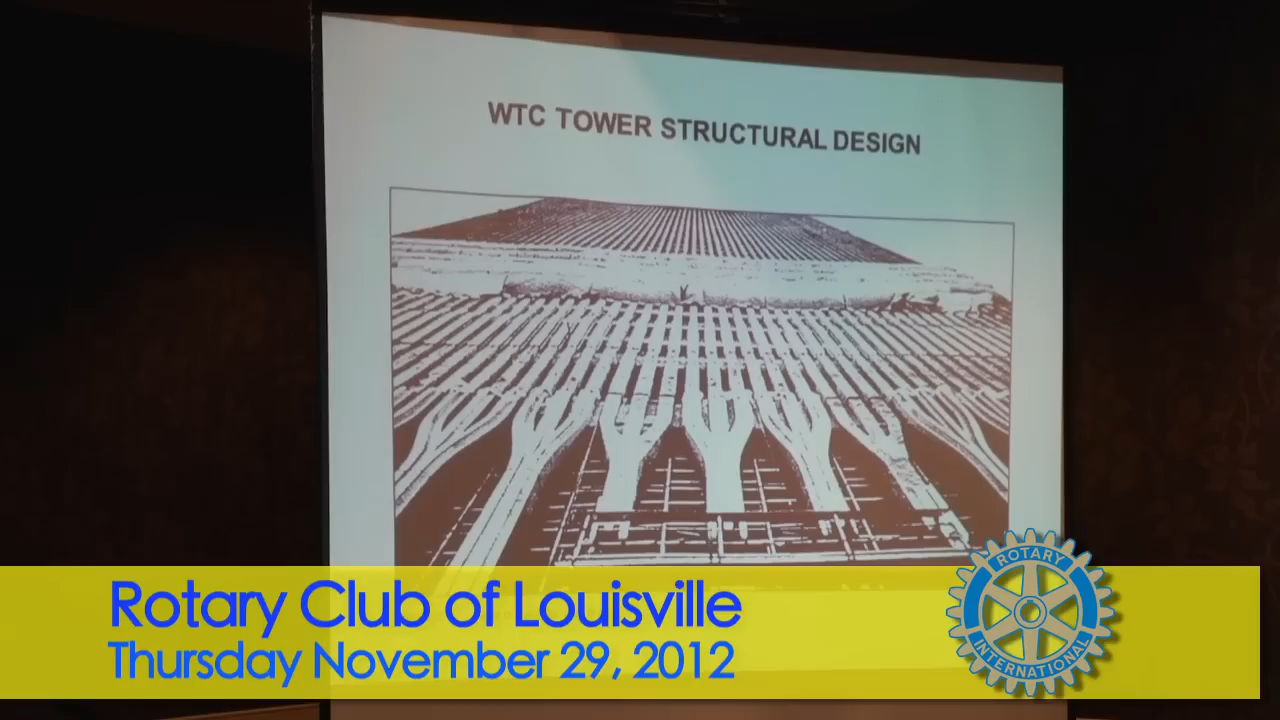 WTC TOWER STRUCTURAL DESIGN
Rotary Club of Louisville
Thursday November 29, 2012
ROTARY
INTERNATIONAL